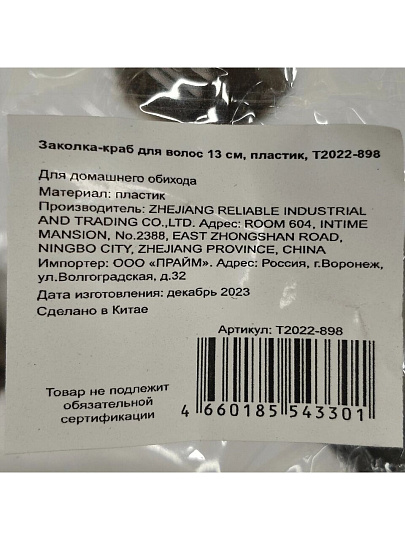 Заколка-краб для волос 13 см, пластик, Т2022-898
Для домашнего обихода
Материал: пластик
Производитель: ZHEJIANG RELIABLE INDUSTRIAL
AND TRADING CO.,LTD. Адрес: ROOM 604, INTIME
MANSION, No.2388, EAST ZHONGSHAN ROAD,
NINGBO CITY, ZHEJIANG PROVINCE, CHINA
Импортер: ООО «ПРАЙМ». Адрес: Россия, г.Воронеж,
ул.Волгоградская, д.32
Дата изготовления: декабрь 2023
Сделано в Китае
Артикул: Т2022-898
Товар не подлежит
обязательной
сертификации
4 660185 543301